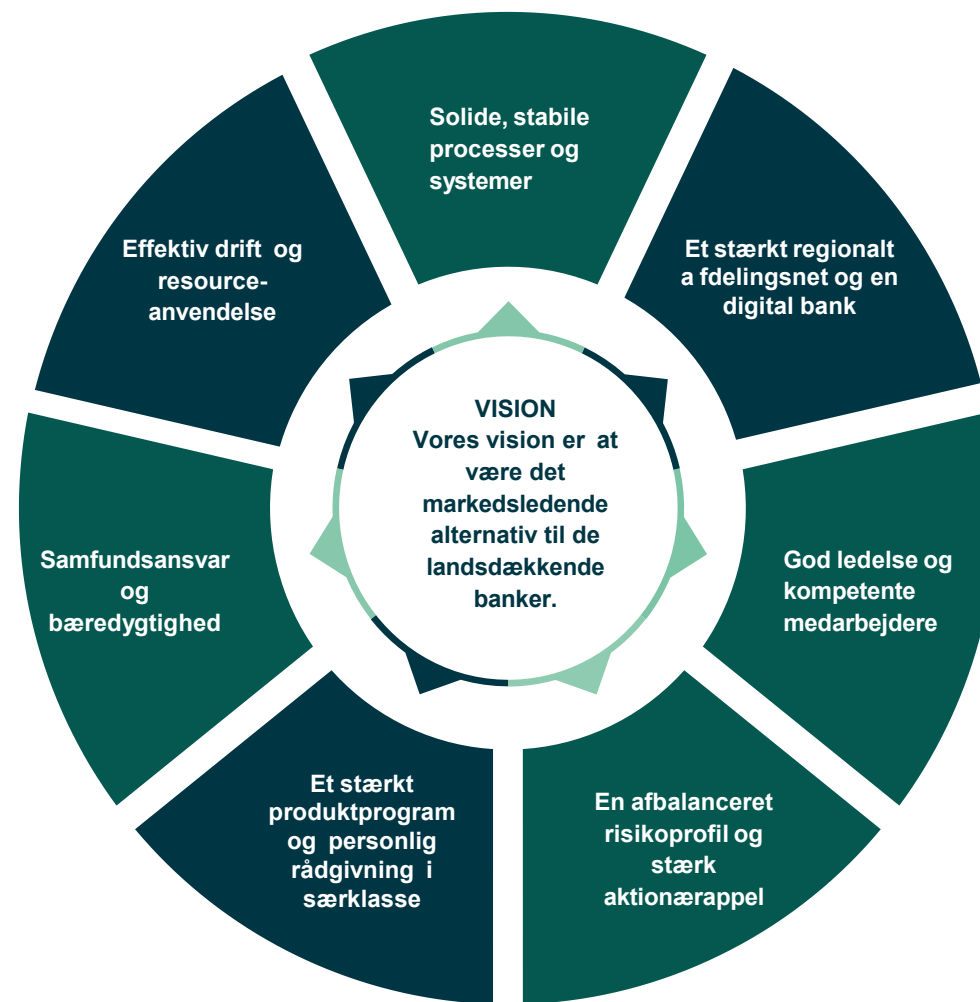 Solide, stabile
processer og
systemer
Et stærkt regionalt
a fdelingsnet og en
digital bank
God ledelse og
kompetente
medarbejdere
En afbalanceret
risikoprofil og
stærk
aktionærappel
Et stærkt
produktprogram
og personlig
rådgivning i
særklasse
Samfundsansvar
og
bæredygtighed
Effektiv drift og
resource-
anvendelse
VISION
Vores vision er at
være det
markedsledende
alternativ til de
landsdækkende
banker.